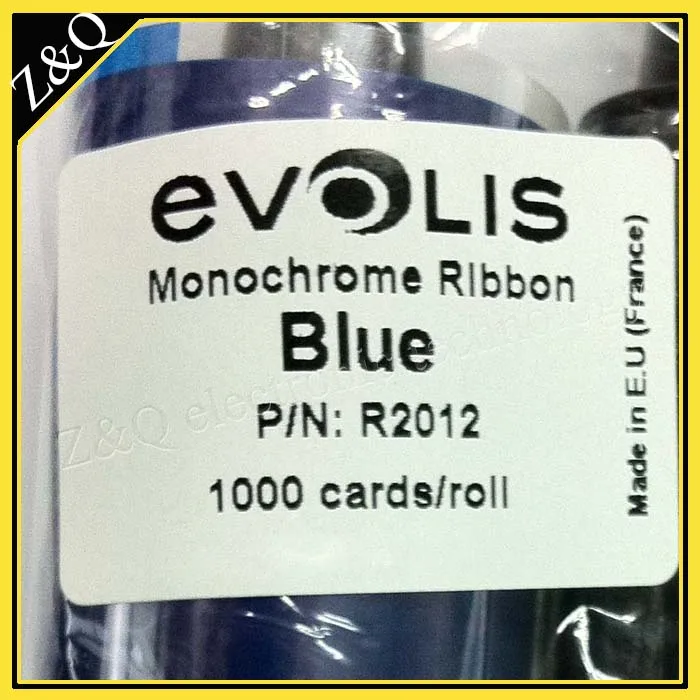 Z&Q
evolis
Monochrome Ribbon
Blue
P/N: R2012
1000 cards/roll
Made in E.U (France)
Z&Q